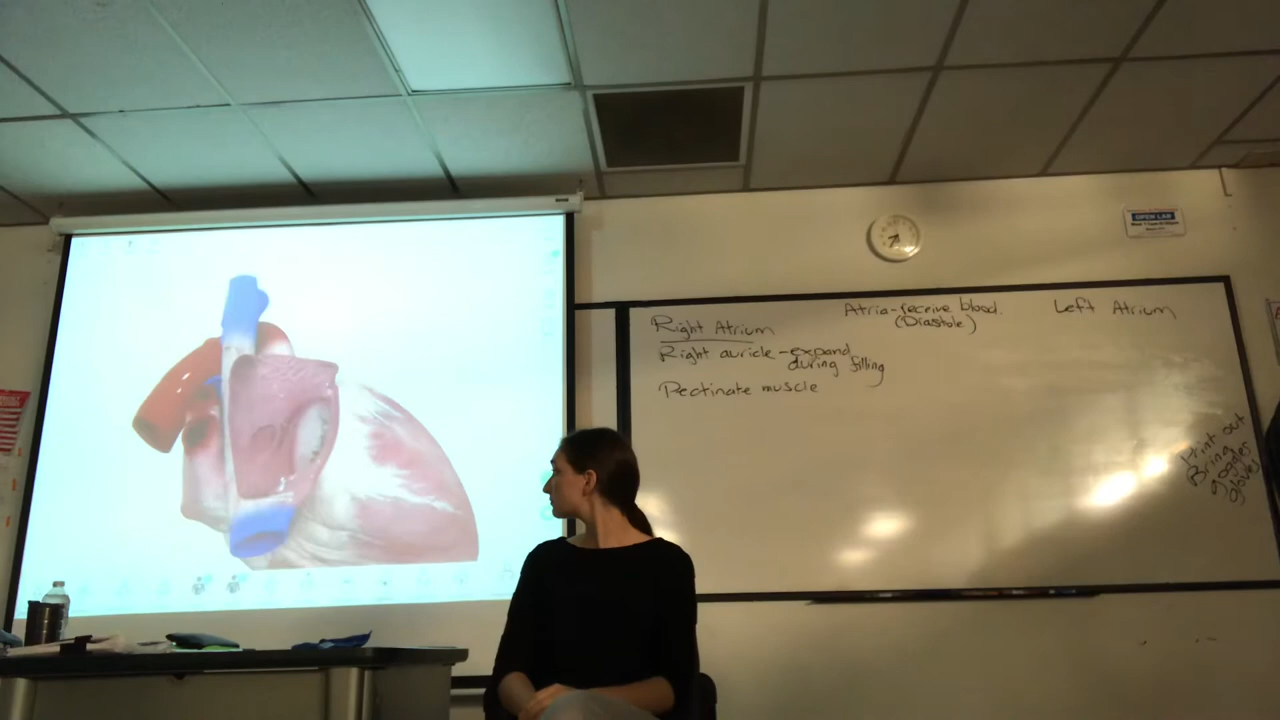 Right Atrium
Right auricle - expand
during filling
Pectinate muscle
Atria - receive blood.
(Diastole)
Left Atrium
Print out
Bring
goggles
gloves
OPEN LAB